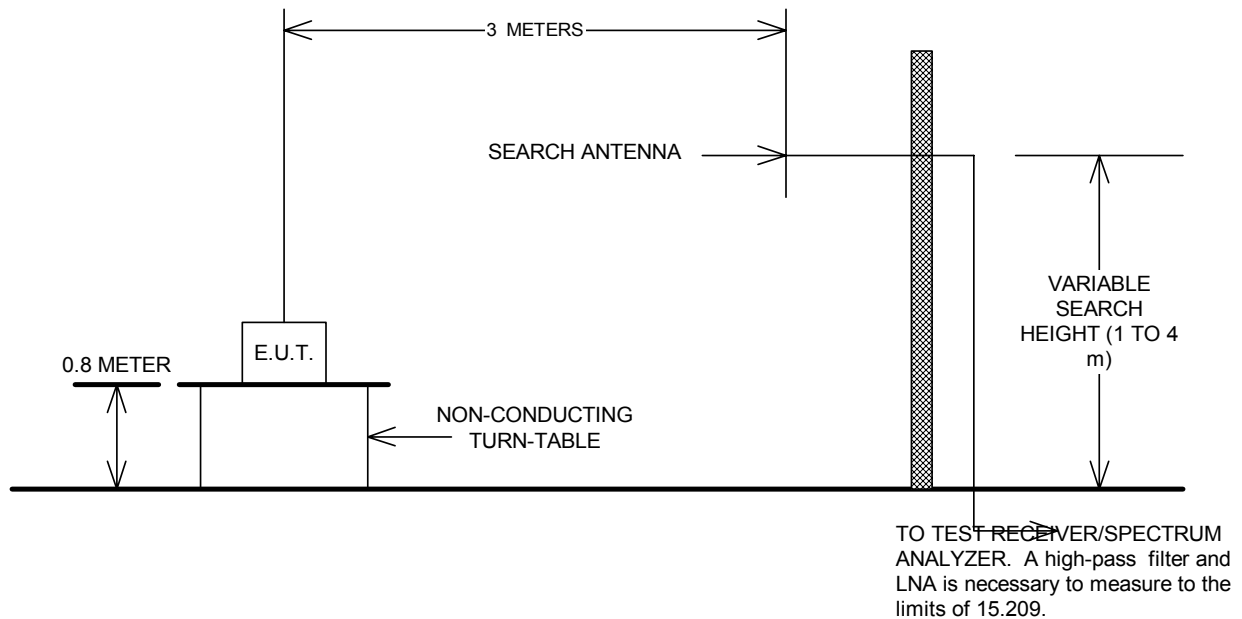 3 METERS
SEARCH ANTENNA
VARIABLE
SEARCH
HEIGHT (1 TO 4
m)
E.U.T.
0.8 METER
NON-CONDUCTING
TURN-TABLE
TO TEST RECEIVER/SPECTRUM
ANALYZER. A high-pass filter and
LNA is necessary to measure to the
limits of 15.209.